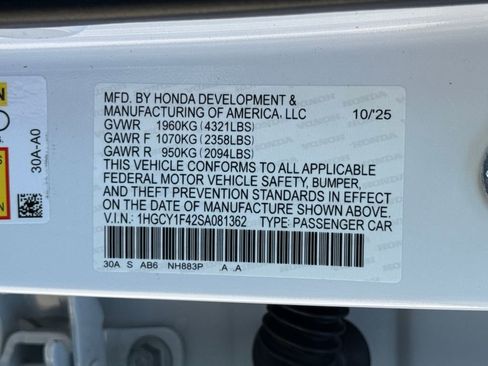 MFD. BY HONDA DEVELOPMENT &
MANUFACTURING OF AMERICA, LLC 10/'25
GVWR 1960KG (4321LBS)
GAWR F 1070KG (2358LBS)
GAWR R 950KG (2094LBS)
THIS VEHICLE CONFORMS TO ALL APPLICABLE
FEDERAL MOTOR VEHICLE SAFETY, BUMPER,
AND THEFT PREVENTION STANDARDS IN EFFECT
ON THE DATE OF MANUFACTURE SHOWN ABOVE.
V.I.N.: 1HGCY1F42SA081362 TYPE: PASSENGER CAR
30A S AB6 NH883P .A .A
30A-A0